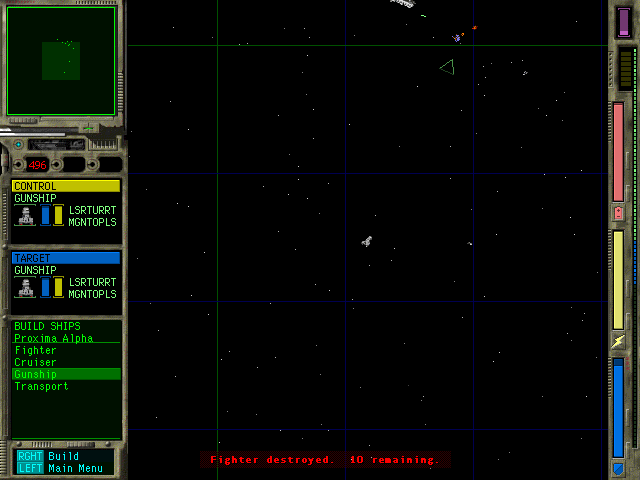 496
CONTROL
GUNSHIP
LSRTURRT
MGNTOPLS
TARGET
GUNSHIP
LSRTURRT
MGNTOPLS
BUILD SHIPS
Proxima Alpha
Fighter
Cruiser
Gunship
Transport
RGHT Build
LEFT Main Menu
Fighter destroyed. 10 remaining.